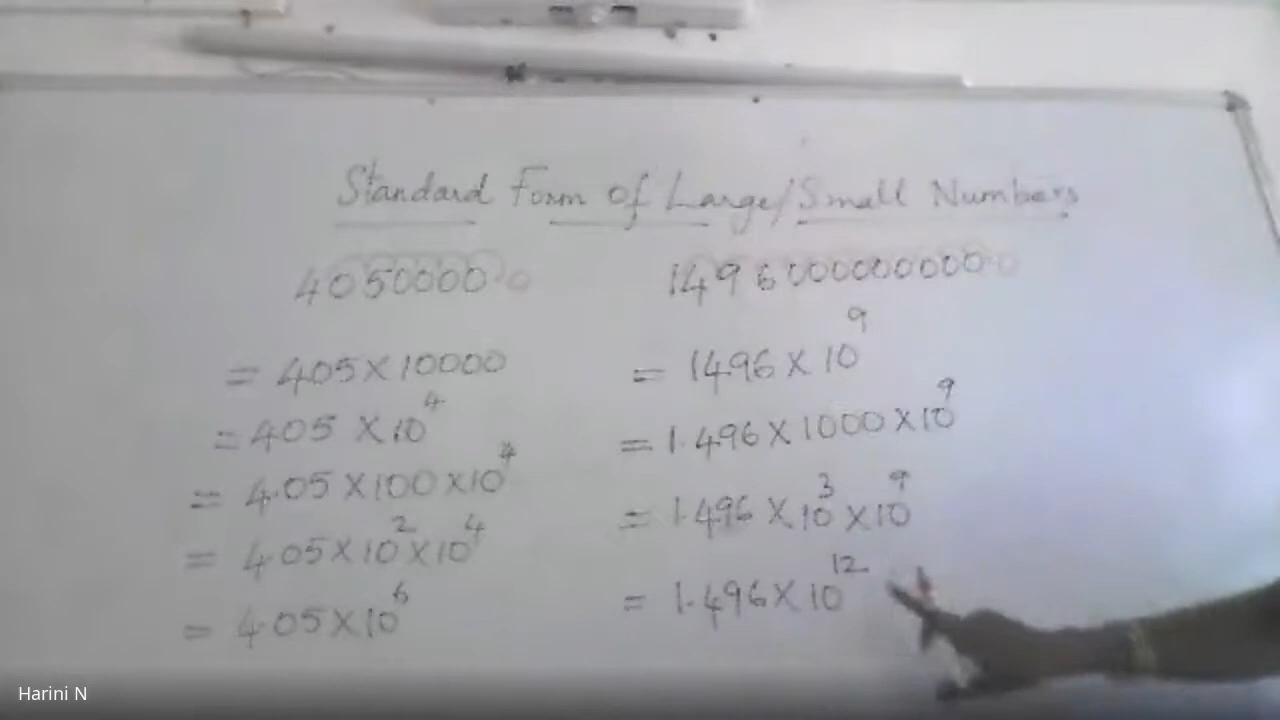 Standard Form of Large/Small Numbers
4050000
= 405 × 10000
= 405 × 10⁴
= 4.05 × 100 × 10⁴
= 4.05 × 10² × 10⁴
= 4.05 × 10⁶
1496000000000
= 1496 × 10⁹
= 1.496 × 1000 × 10⁹
= 1.496 × 10³ × 10⁹
= 1.496 × 10¹²
Harini N